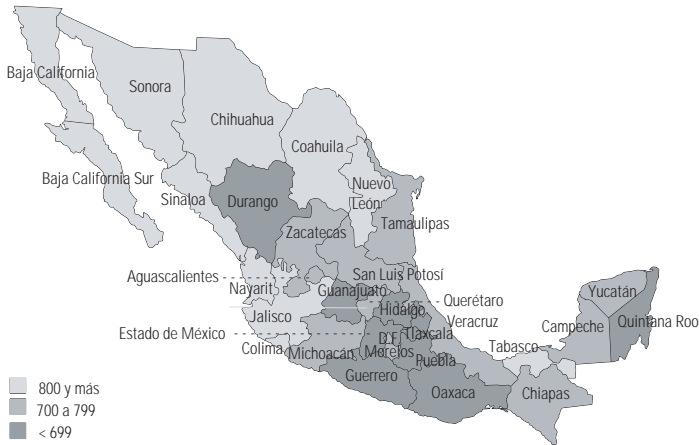 Baja California
Sonora
Chihuahua
Coahuila
Baja California Sur
Sinaloa
Durango
Nuevo
León
Zacatecas
Tamaulipas
Aguascalientes
San Luis Potosí
Nayarit
Guanajuato
Querétaro
Hidalgo
Jalisco
Veracruz
Estado de México
D.F.
Tlaxcala
Colima
Michoacán
Morelos
Puebla
Guerrero
Oaxaca
Tabasco
Chiapas
Campeche
Yucatán
Quintana Roo
800 y más
700 a 799
< 699